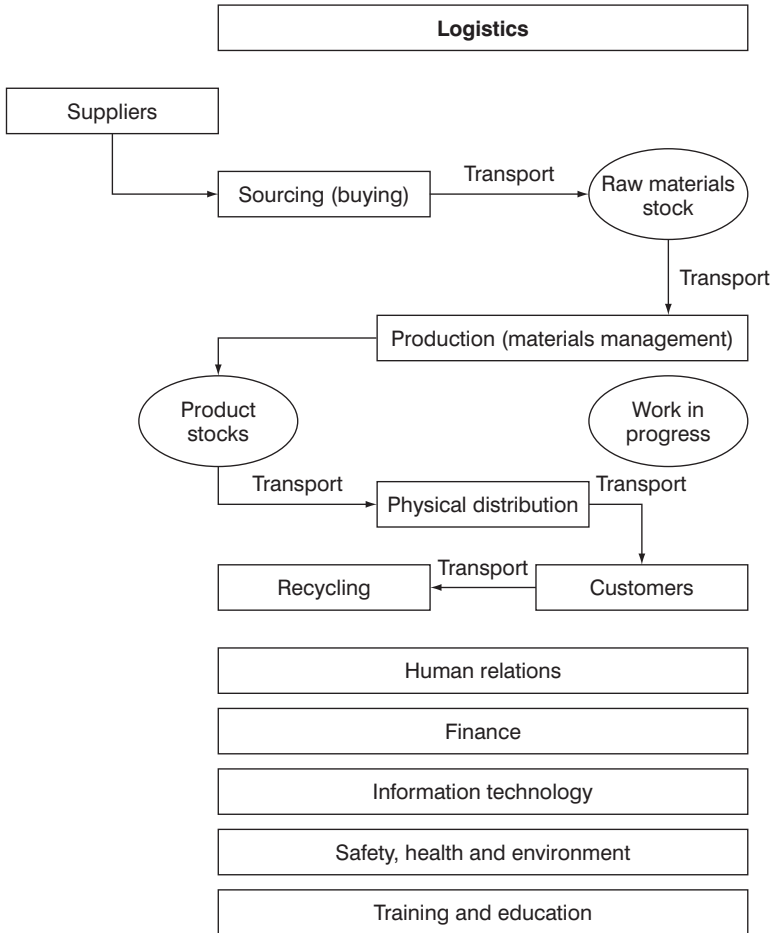 Logistics
Suppliers
Sourcing (buying)
Transport
Raw materials
stock
Transport
Production (materials management)
Product
stocks
Work in
progress
Transport
Physical distribution
Transport
Recycling
Transport
Customers
Human relations
Finance
Information technology
Safety, health and environment
Training and education